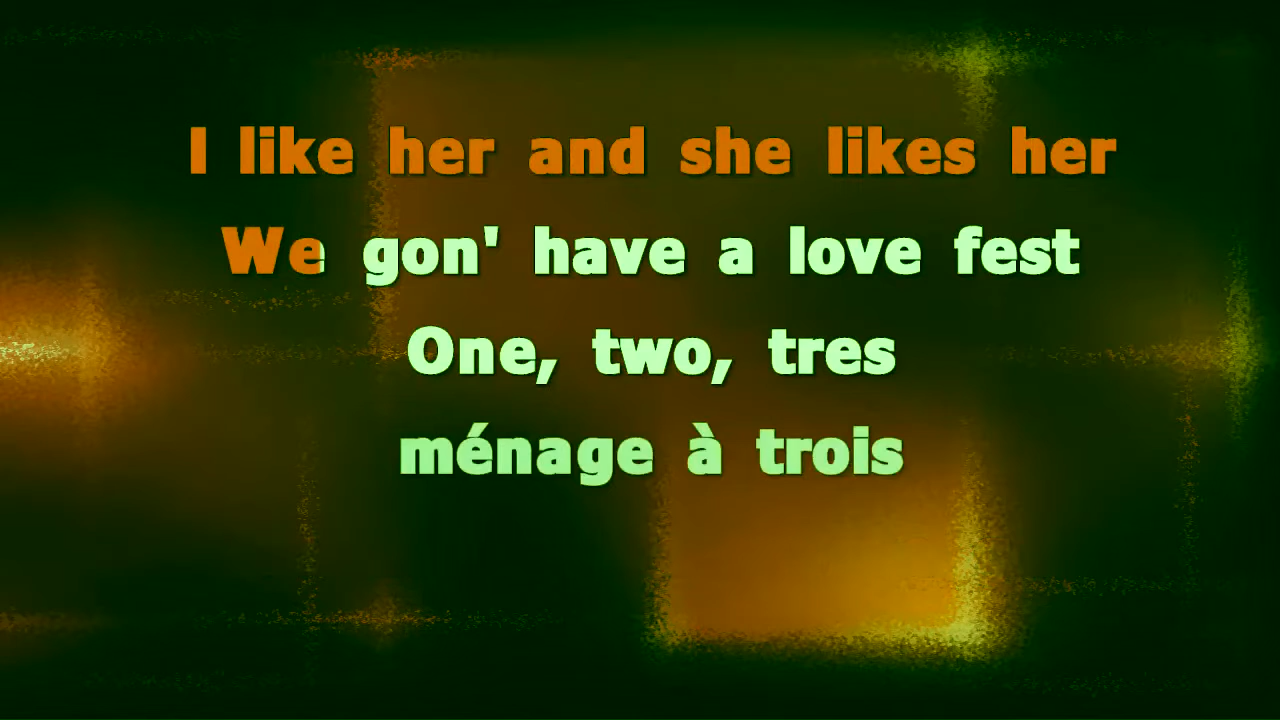 I like her and she likes her
We gon' have a love fest
One, two, tres
ménage à trois